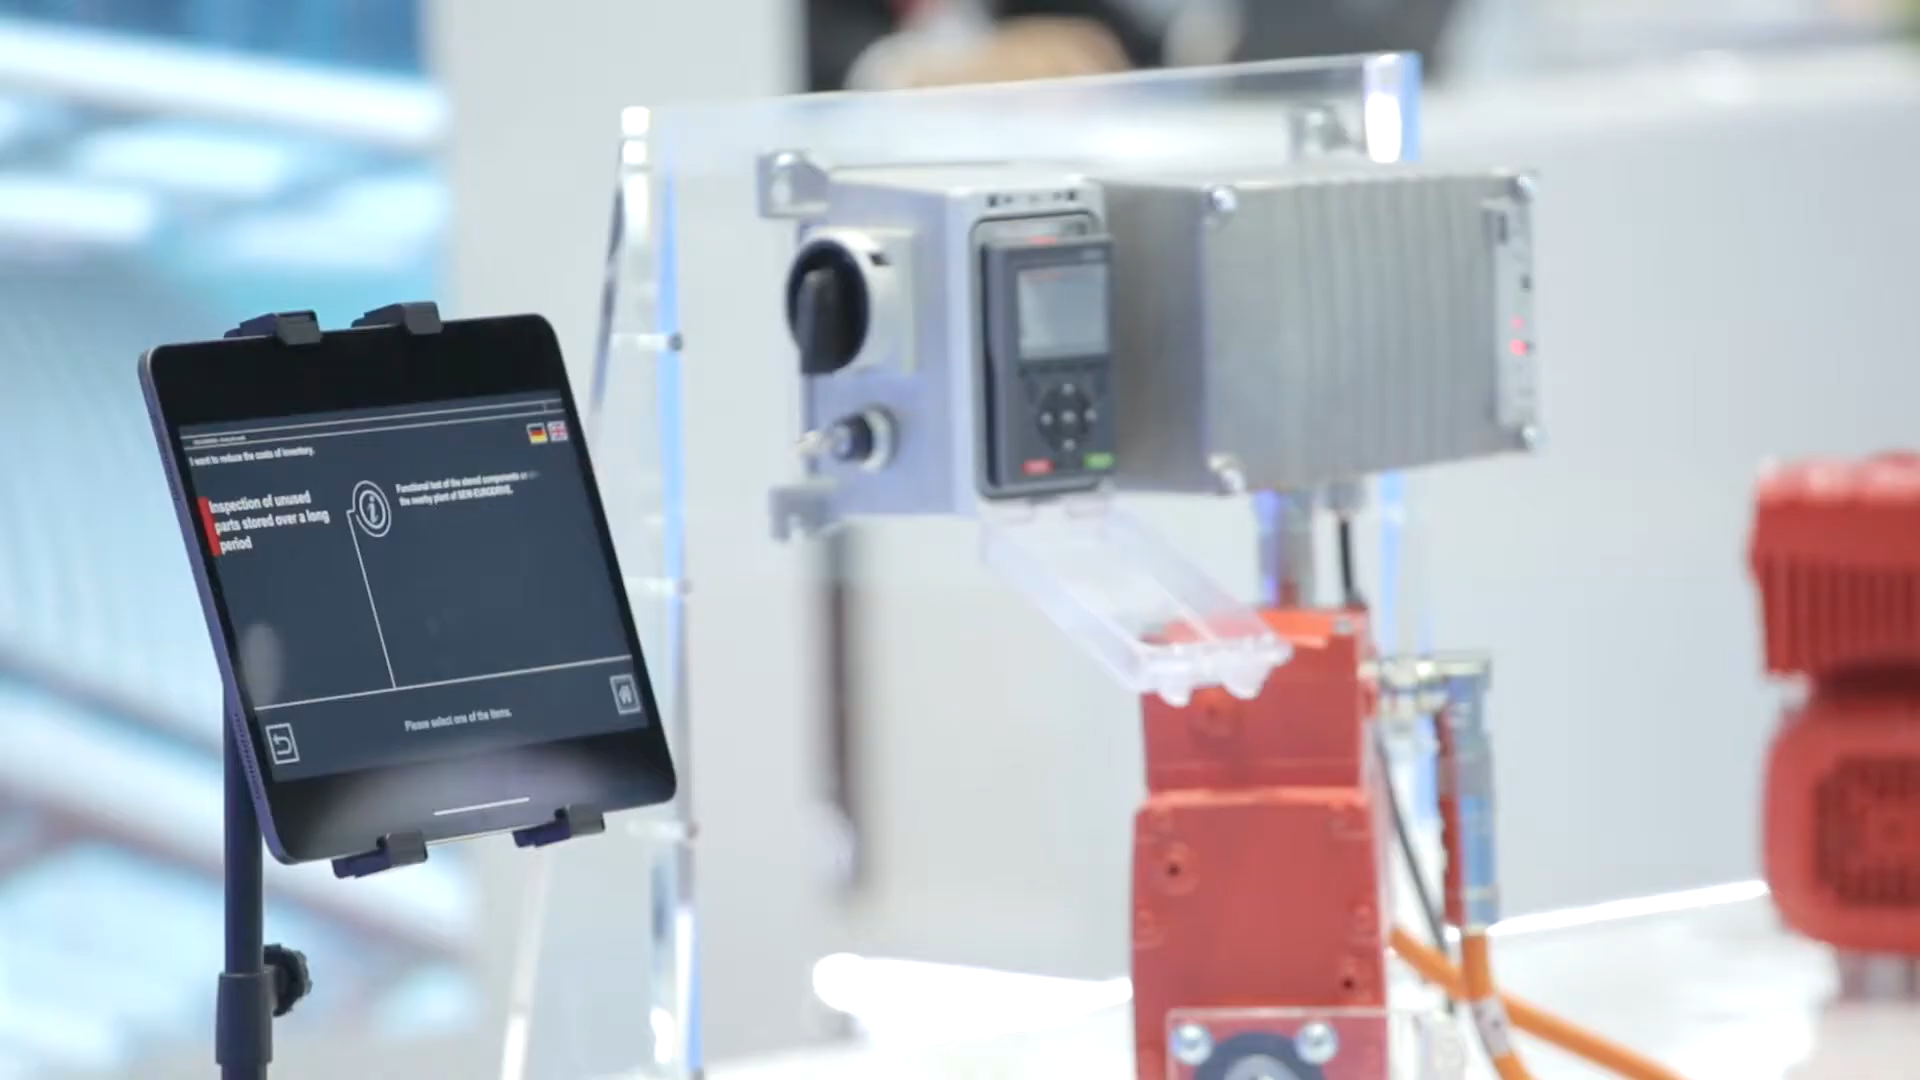 I want to reduce the costs of inventory.
Inspection of unused
parts stored over a long
period
Functional test of the stored components
the nearby plant of SEW-EURODRIVE.
Please select one of the items.